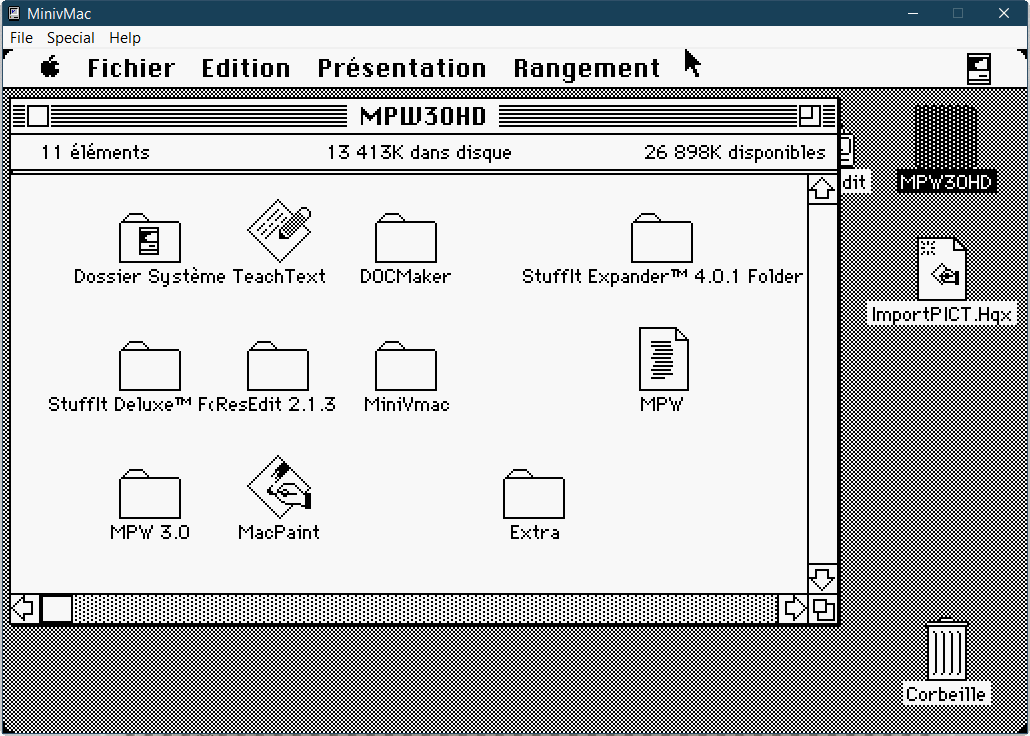 MinivMac
File Special Help
Fichier Edition Présentation Rangement
MPW30HD
11 éléments 13 413K dans disque 26 898K disponibles
dit
MPW30HD
Dossier Système TeachText DOCMaker StuffIt Expander™ 4.0.1 Folder
ImportPICT.Hqx
StuffIt Deluxe™ Fo ResEdit 2.1.3 MiniVmac MPW
MPW 3.0 MacPaint Extra
Corbeille